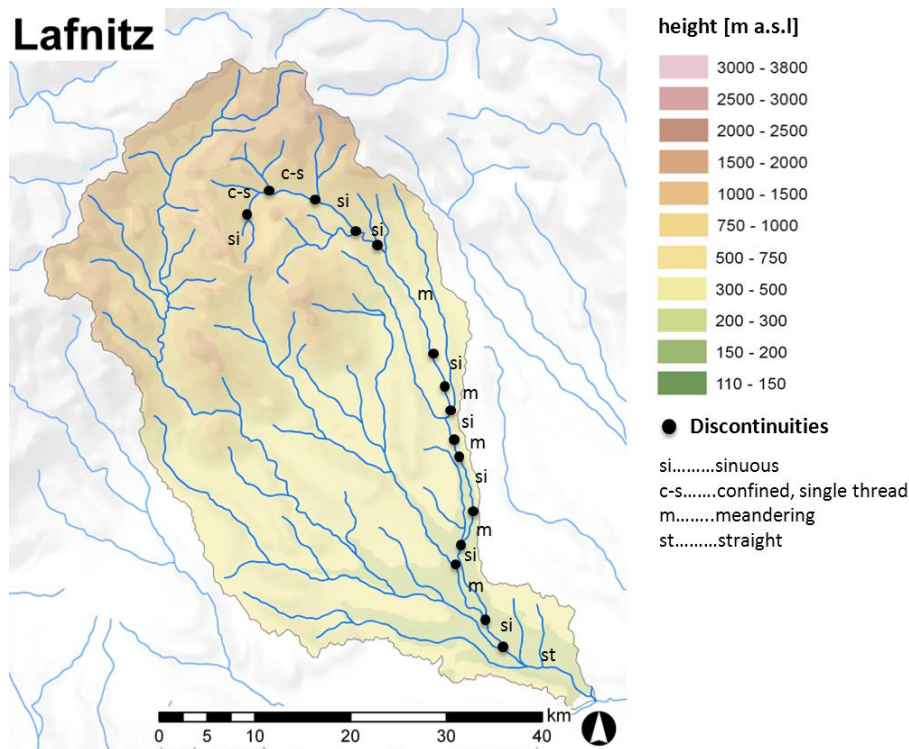 Lafnitz
c-s
c-s
si
si
si
m
si
m
si
m
si
m
si
m
si
st
km
0 5 10 20 30 40
height [m a.s.l]
3000 - 3800
2500 - 3000
2000 - 2500
1500 - 2000
1000 - 1500
750 - 1000
500 - 750
300 - 500
200 - 300
150 - 200
110 - 150
Discontinuities
si.........sinuous
c-s.......confined, single thread
m........meandering
st.........straight